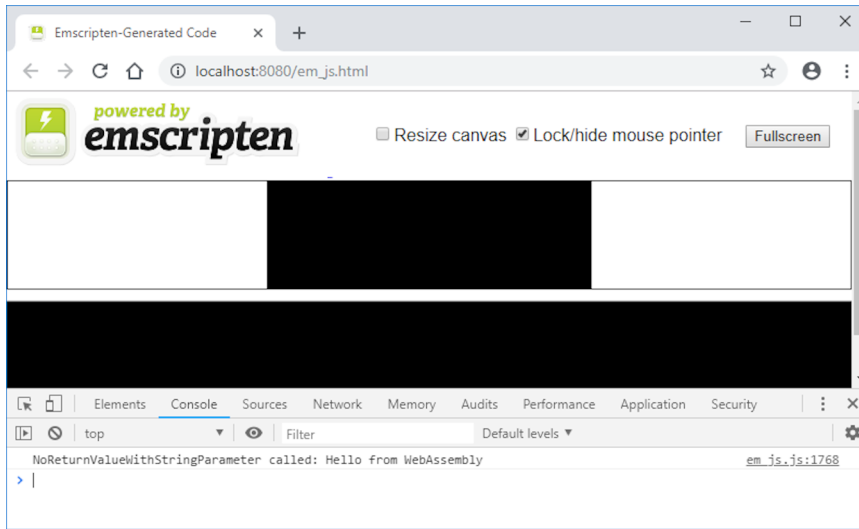 Emscripten-Generated Code
localhost:8080/em_js.html
powered by
emscripten
Resize canvas Lock/hide mouse pointer Fullscreen
Elements Console Sources Network Memory Audits Performance Application Security
top Filter Default levels
NoReturnValueWithStringParameter called: Hello from WebAssembly em_js.js:1768